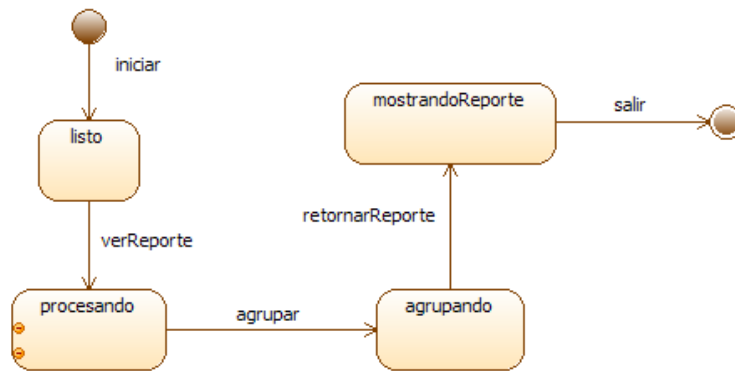 iniciar
listo
verReporte
procesando
agrupar
agrupando
retornarReporte
mostrandoReporte
salir